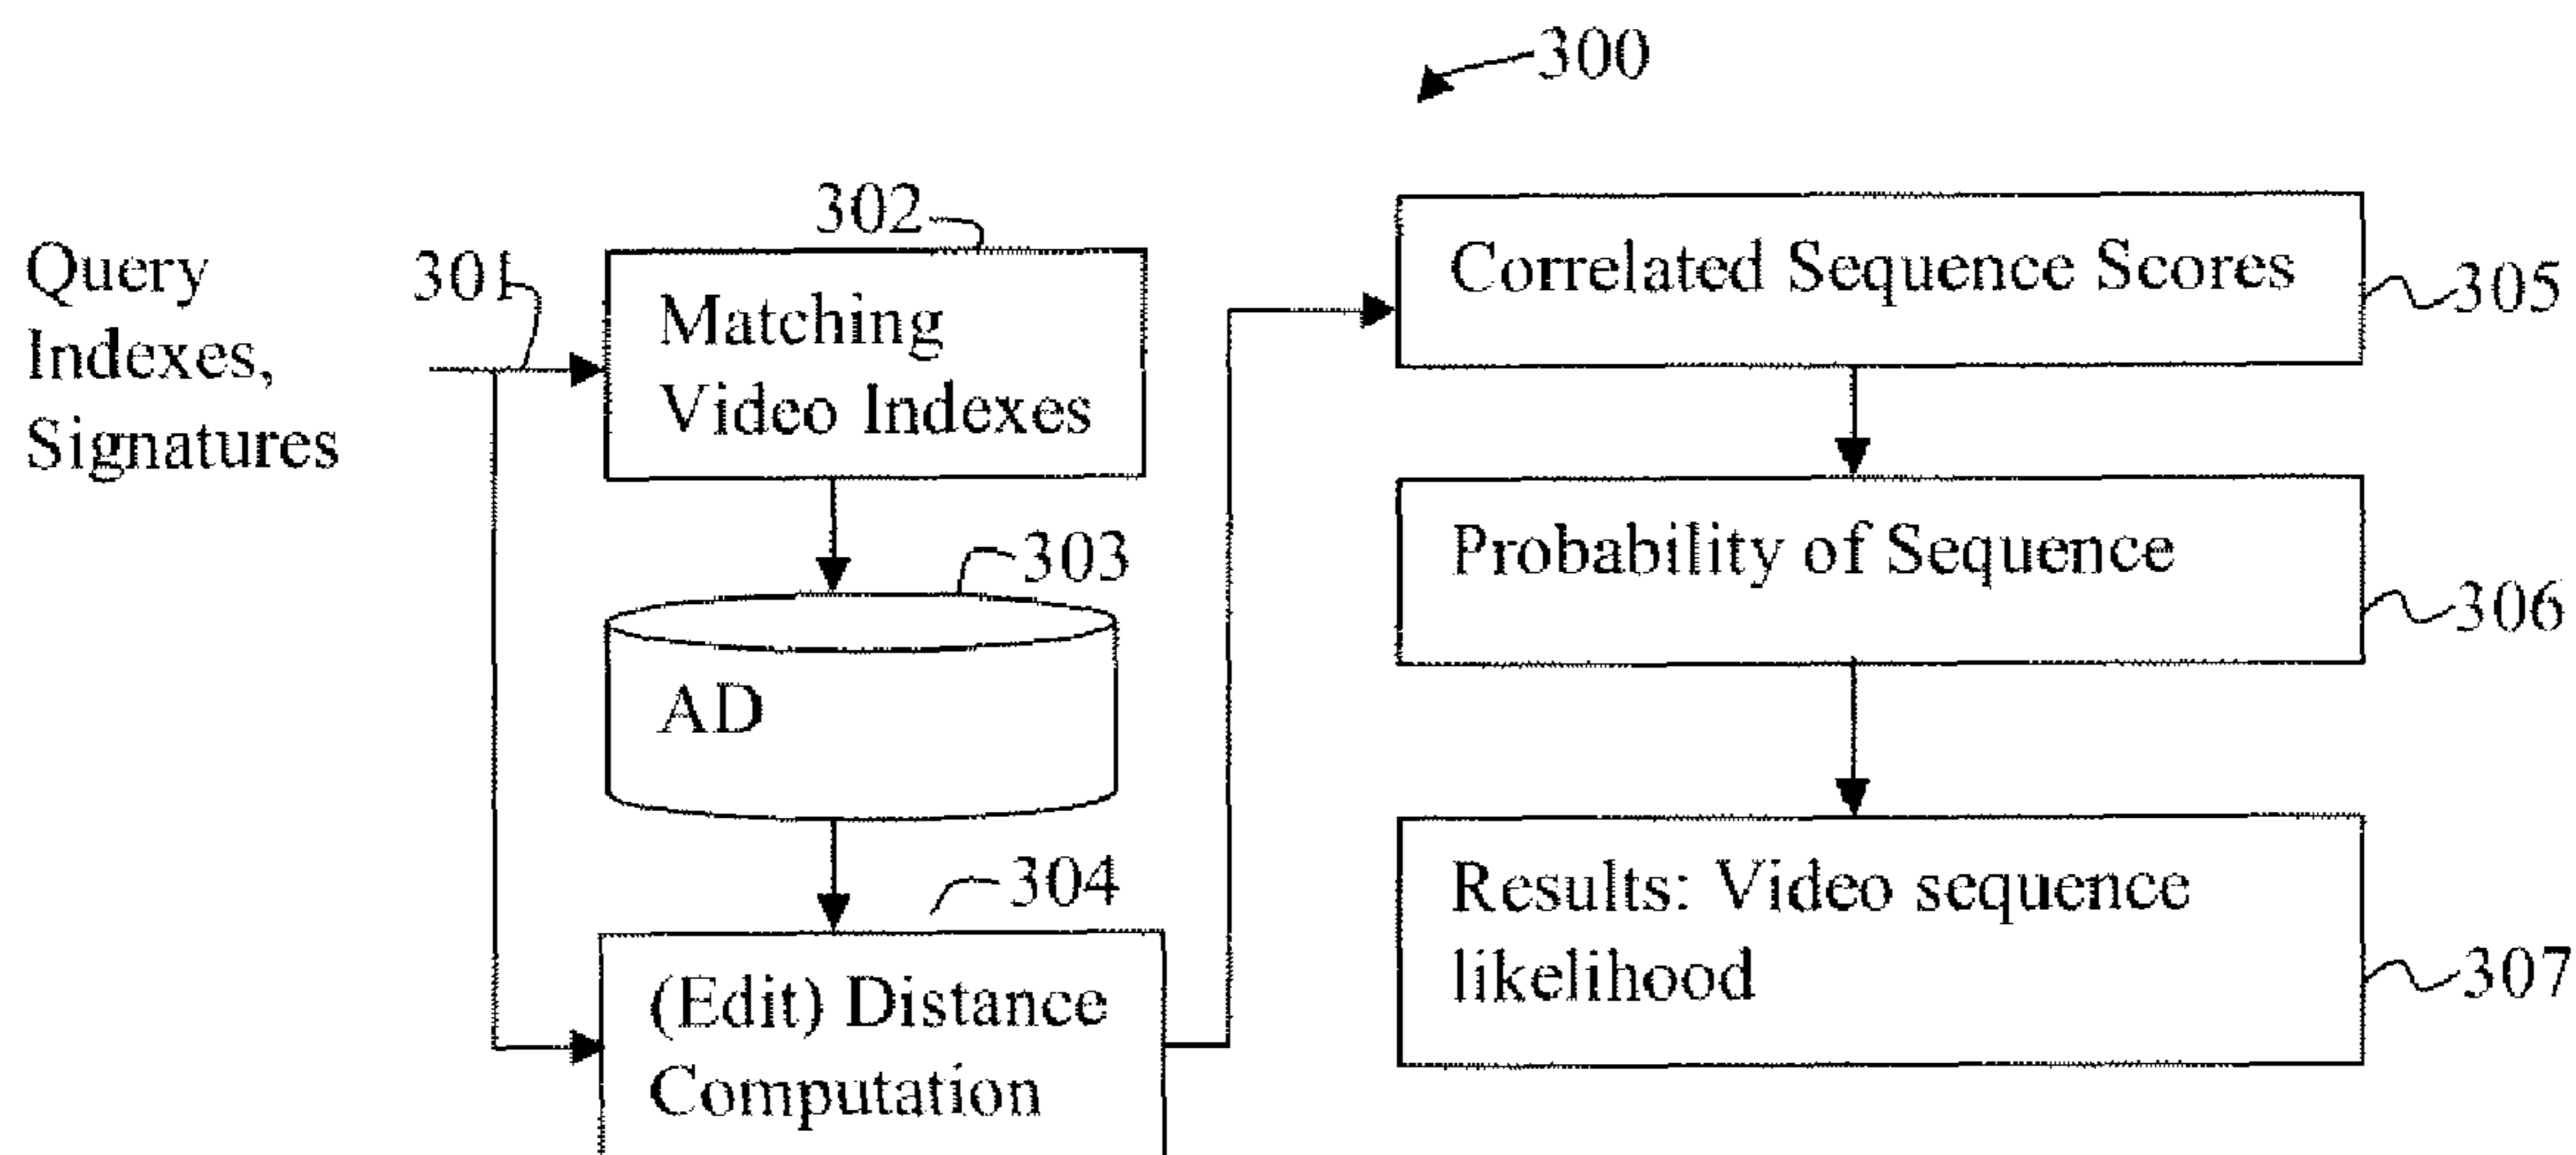 300
Query
Indexes,
Signatures
301
302
Matching
Video Indexes
303
AD
304
(Edit) Distance
Computation
Correlated Sequence Scores
305
Probability of Sequence
306
Results: Video sequence
likelihood
307